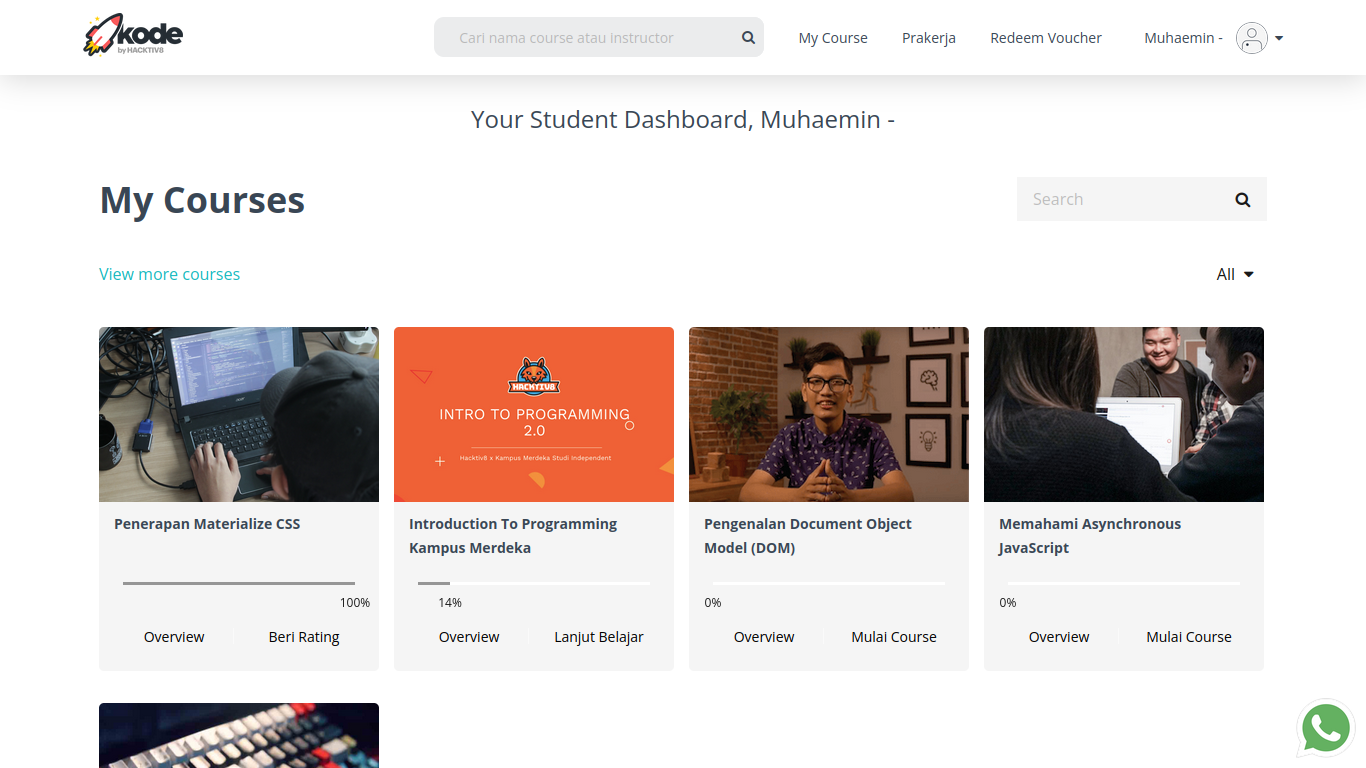 kode
by HACKTIV8
Cari nama course atau instructor
My Course
Prakerja
Redeem Voucher
Muhaemin -
Your Student Dashboard, Muhaemin -
My Courses
Search
View more courses
All
HACKTIV8
INTRO TO PROGRAMMING
2.0
Hacktiv8 x Kampus Merdeka Studi Independent
Penerapan Materialize CSS
100%
Overview
Beri Rating
Introduction To Programming
Kampus Merdeka
14%
Overview
Lanjut Belajar
Pengenalan Document Object
Model (DOM)
0%
Overview
Mulai Course
Memahami Asynchronous
JavaScript
0%
Overview
Mulai Course